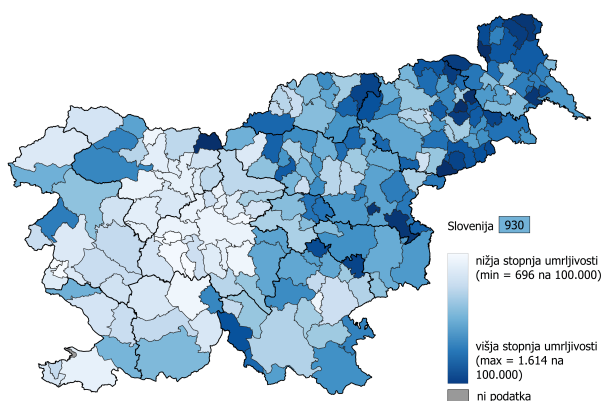 Slovenija 930
nižja stopnja umrljivosti
(min = 696 na 100.000)
višja stopnja umrljivosti
(max = 1.614 na
100.000)
ni podatka